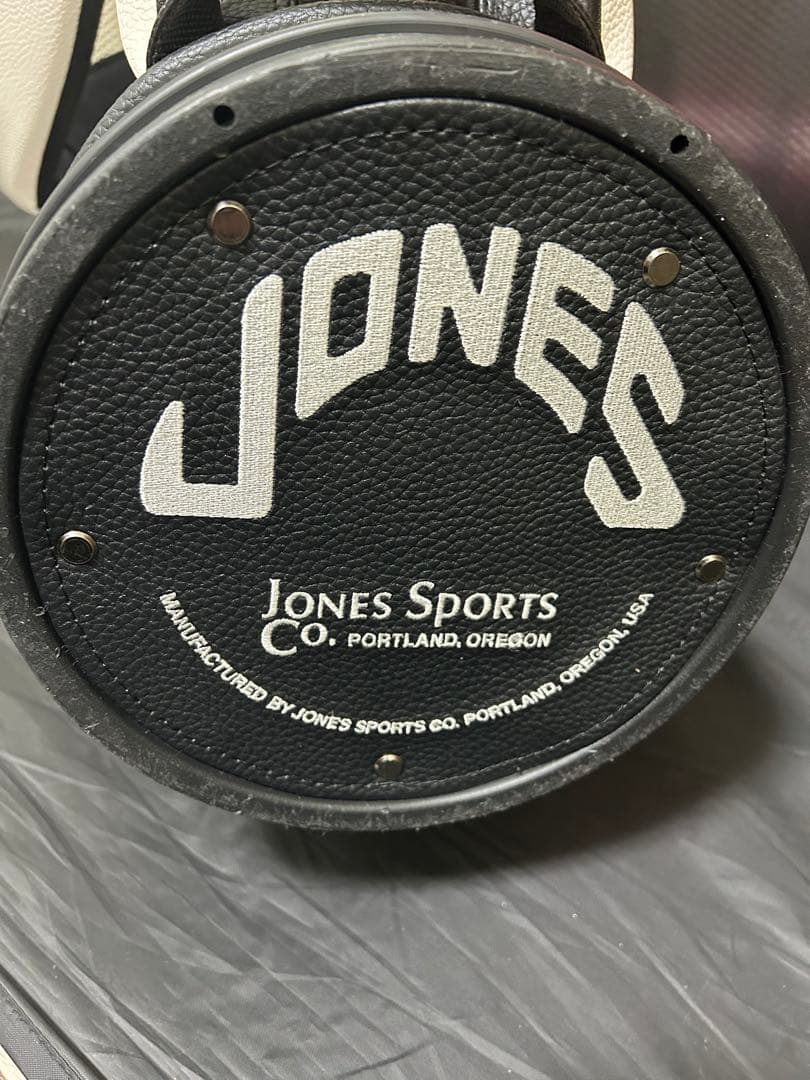 JONES
JONES SPORTS
CO. PORTLAND, OREGON
MANUFACTURED BY JONES SPORTS CO. PORTLAND, OREGON, USA